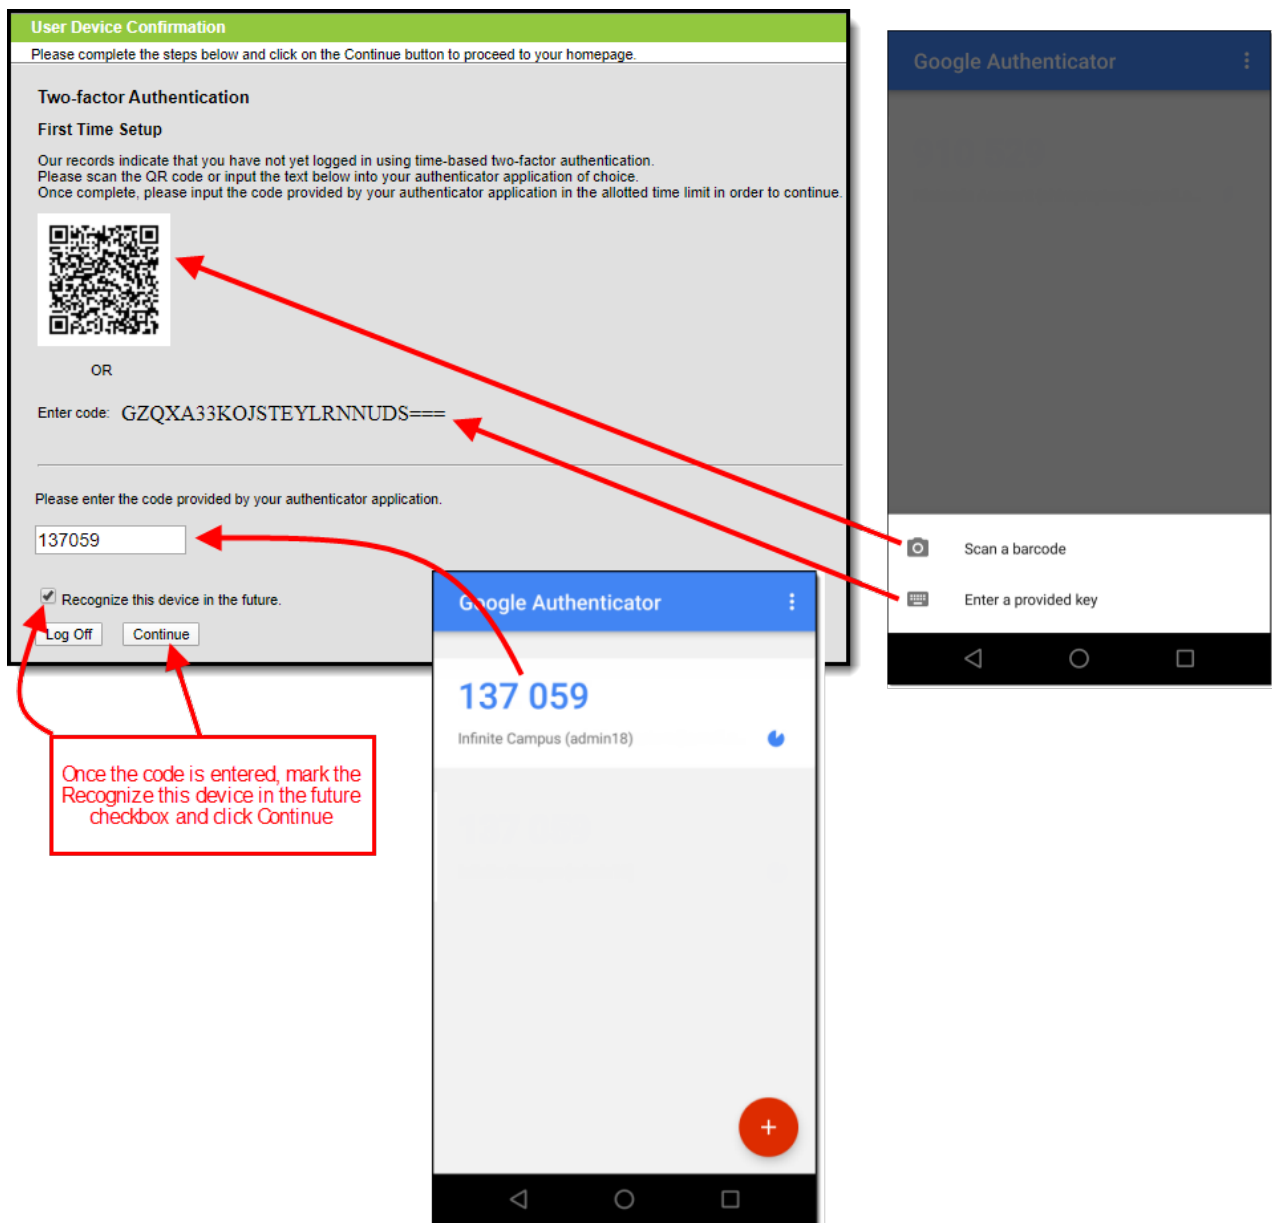 User Device Confirmation
Please complete the steps below and click on the Continue button to proceed to your homepage.
Two-factor Authentication
First Time Setup
Our records indicate that you have not yet logged in using time-based two-factor authentication.
Please scan the QR code or input the text below into your authenticator application of choice.
Once complete, please input the code provided by your authenticator application in the allotted time limit in order to continue.
OR
Enter code: GZQXA33KOJSTEYLRNNUDS===
Please enter the code provided by your authenticator application.
137059
Recognize this device in the future.
Log Off Continue
Once the code is entered, mark the
Recognize this device in the future
checkbox and click Continue
Google Authenticator
137 059
Infinite Campus (admin18)
+
Google Authenticator
Scan a barcode
Enter a provided key